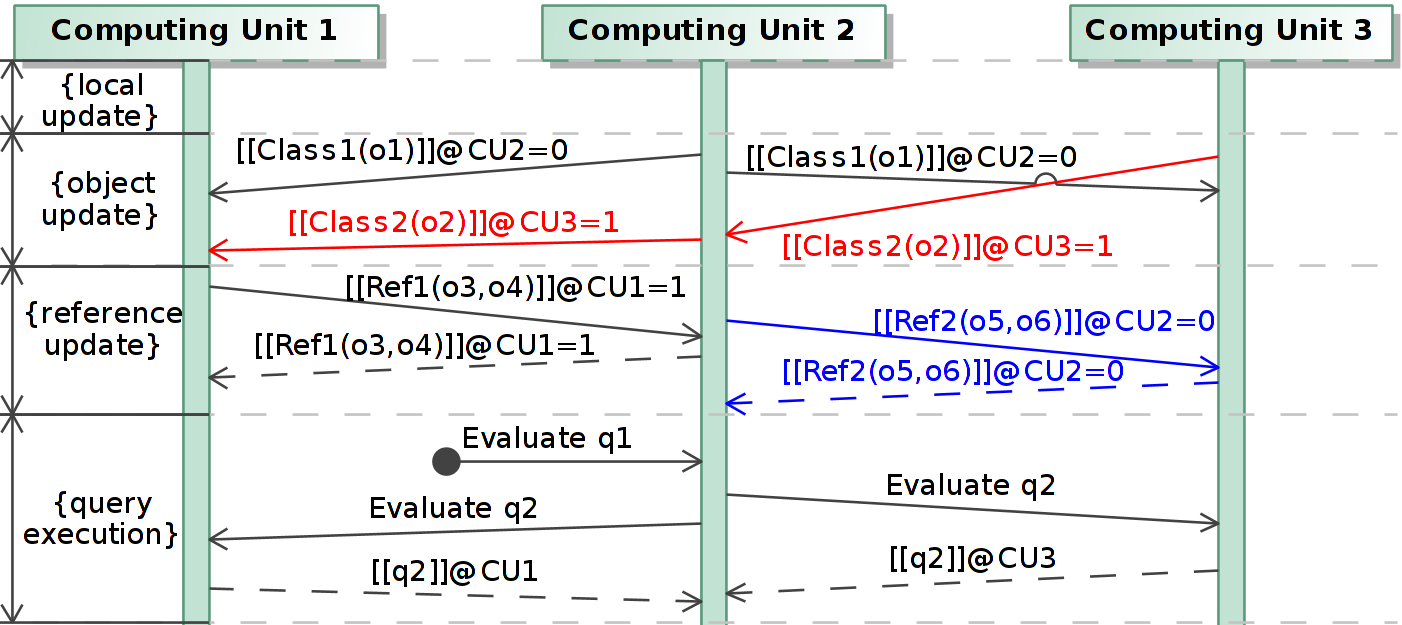 Computing Unit 1
Computing Unit 2
Computing Unit 3
{local
update}
[[Class1(o1)]]@CU2=0
[[Class1(o1)]]@CU2=0
{object
update}
[[Class2(o2)]]@CU3=1
[[Class2(o2)]]@CU3=1
[[Ref1(o3,o4)]]@CU1=1
{reference
update}
[[Ref2(o5,o6)]]@CU2=0
[[Ref1(o3,o4)]]@CU1=1
[[Ref2(o5,o6)]]@CU2=0
Evaluate q1
Evaluate q2
{query
execution}
Evaluate q2
[[q2]]@CU3
[[q2]]@CU1